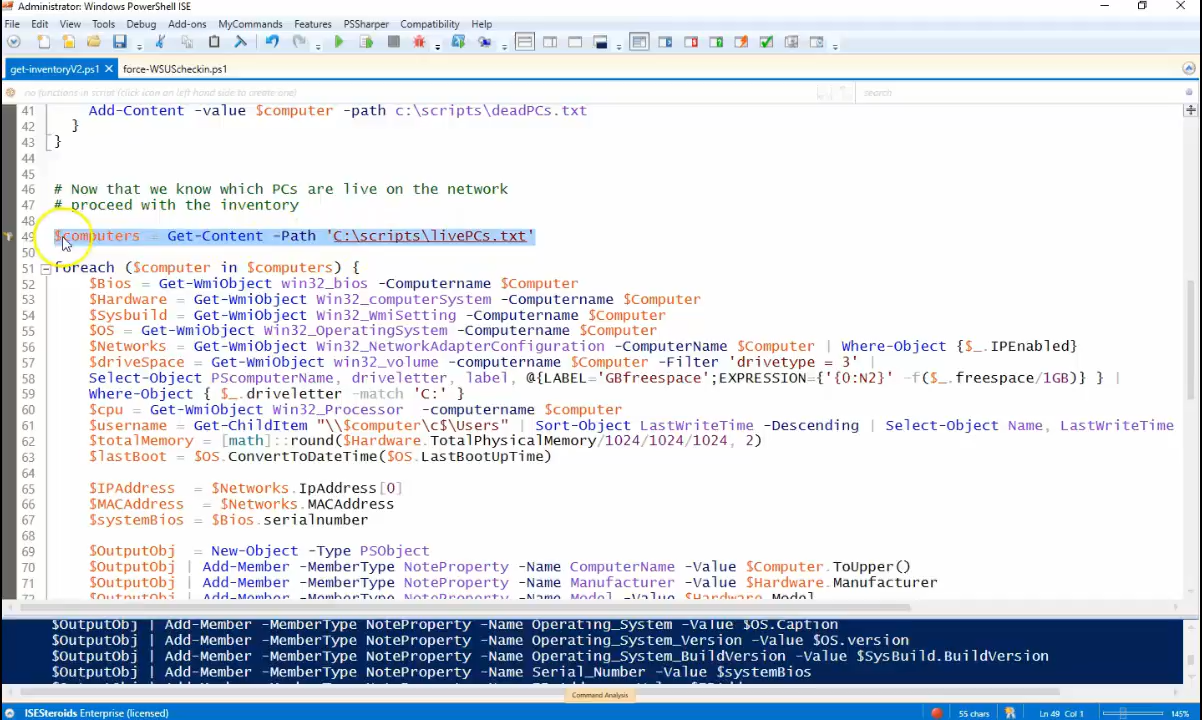 Administrator: Windows PowerShell ISE
File Edit View Tools Debug Add-ons MyCommands Features PSSharper Compatibility Help
get-inventoryV2.ps1 force-WSUScheckin.ps1
no functions in script (click icon on left hand side to create one) search
41 Add-Content -value $computer -path c:\scripts\deadPCs.txt
42 }
43 }
44
45
46 # Now that we know which PCs are live on the network
47 # proceed with the inventory
48
49 $computers = Get-Content -Path 'C:\scripts\livePCs.txt'
50
51 foreach ($computer in $computers) {
52 $Bios = Get-WmiObject win32_bios -Computername $Computer
53 $Hardware = Get-WmiObject Win32_computerSystem -Computername $Computer
54 $Sysbuild = Get-WmiObject Win32_WmiSetting -Computername $Computer
55 $OS = Get-WmiObject Win32_OperatingSystem -Computername $Computer
56 $Networks = Get-WmiObject Win32_NetworkAdapterConfiguration -ComputerName $Computer | Where-Object {$_.IPEnabled}
57 $driveSpace = Get-WmiObject win32_volume -computername $Computer -Filter 'drivetype = 3' |
58 Select-Object PScomputerName, driveletter, label, @{LABEL='GBfreespace';EXPRESSION={'{0:N2}' -f($_.freespace/1GB)} } |
59 Where-Object { $_.driveletter -match 'C:' }
60 $cpu = Get-WmiObject Win32_Processor -computername $computer
61 $username = Get-ChildItem "\\$computer\c$\Users" | Sort-Object LastWriteTime -Descending | Select-Object Name, LastWriteTime
62 $totalMemory = [math]::round($Hardware.TotalPhysicalMemory/1024/1024/1024, 2)
63 $lastBoot = $OS.ConvertToDateTime($OS.LastBootUpTime)
64
65 $IPAddress = $Networks.IpAddress[0]
66 $MACAddress = $Networks.MACAddress
67 $systemBios = $Bios.serialnumber
68
69 $OutputObj = New-Object -Type PSObject
70 $OutputObj | Add-Member -MemberType NoteProperty -Name ComputerName -Value $Computer.ToUpper()
71 $OutputObj | Add-Member -MemberType NoteProperty -Name Manufacturer -Value $Hardware.Manufacturer
72 $OutputObj | Add-Member -MemberType NoteProperty -Name Model -Value $Hardware.Model
$OutputObj | Add-Member -MemberType NoteProperty -Name Operating_System -Value $OS.Caption
$OutputObj | Add-Member -MemberType NoteProperty -Name Operating_System_Version -Value $OS.version
$OutputObj | Add-Member -MemberType NoteProperty -Name Operating_System_BuildVersion -Value $SysBuild.BuildVersion
$OutputObj | Add-Member -MemberType NoteProperty -Name Serial_Number -Value $systemBios
Command Analysis
ISESteroids Enterprise (licensed) 55 chars Ln 49 Col 1 145%